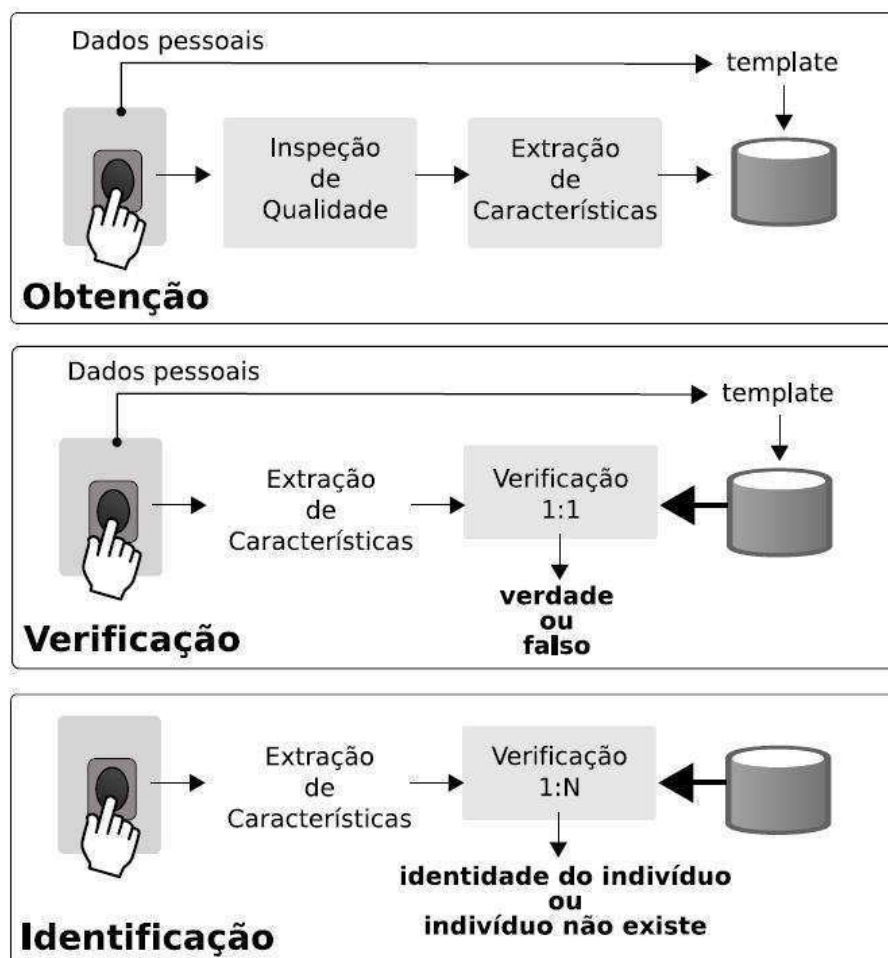 Dados pessoais
template
Inspeção
de
Qualidade
Extração
de
Características
Obtenção
Dados pessoais
template
Extração
de
Características
Verificação
1:1
verdade
ou
falso
Verificação
Extração
de
Características
Verificação
1:N
identidade do indivíduo
ou
indivíduo não existe
Identificação